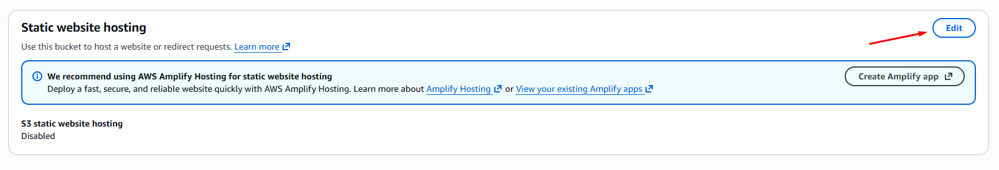 Static website hosting
Edit
Use this bucket to host a website or redirect requests. Learn more
We recommend using AWS Amplify Hosting for static website hosting
Create Amplify app
Deploy a fast, secure, and reliable website quickly with AWS Amplify Hosting. Learn more about Amplify Hosting or View your existing Amplify apps
S3 static website hosting
Disabled